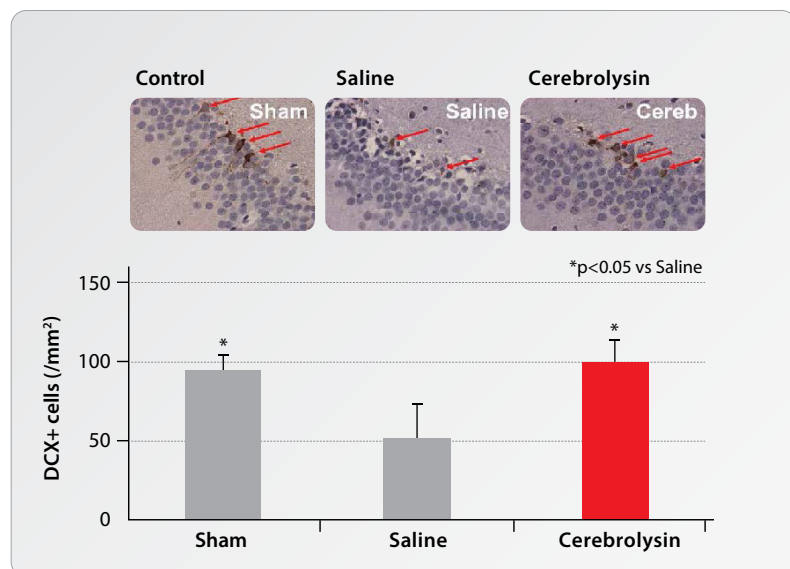 Control Saline Cerebrolysin
Sham Saline Cereb
*p<0.05 vs Saline
150
100
50
0
DCX+ cells (/mm²)
* *
Sham Saline Cerebrolysin